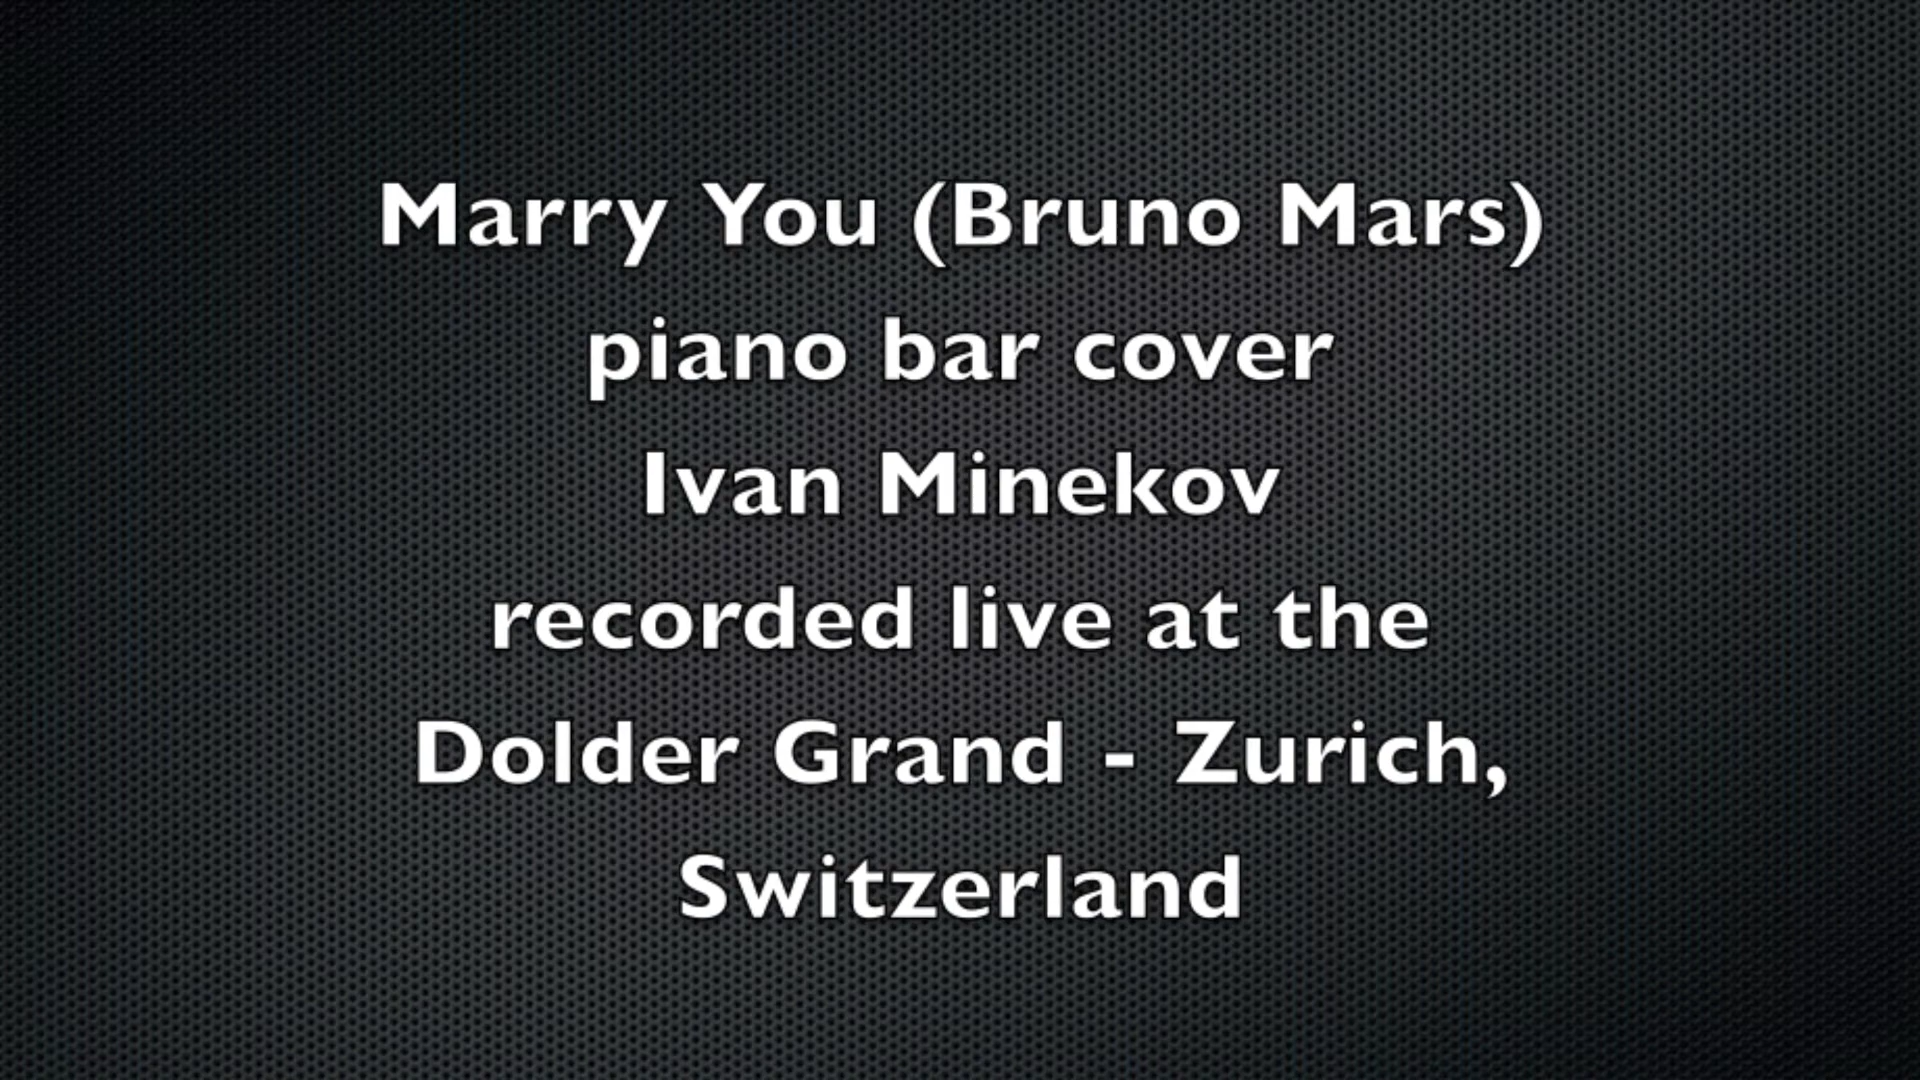 Marry You (Bruno Mars)
piano bar cover
Ivan Minekov
recorded live at the
Dolder Grand - Zurich,
Switzerland